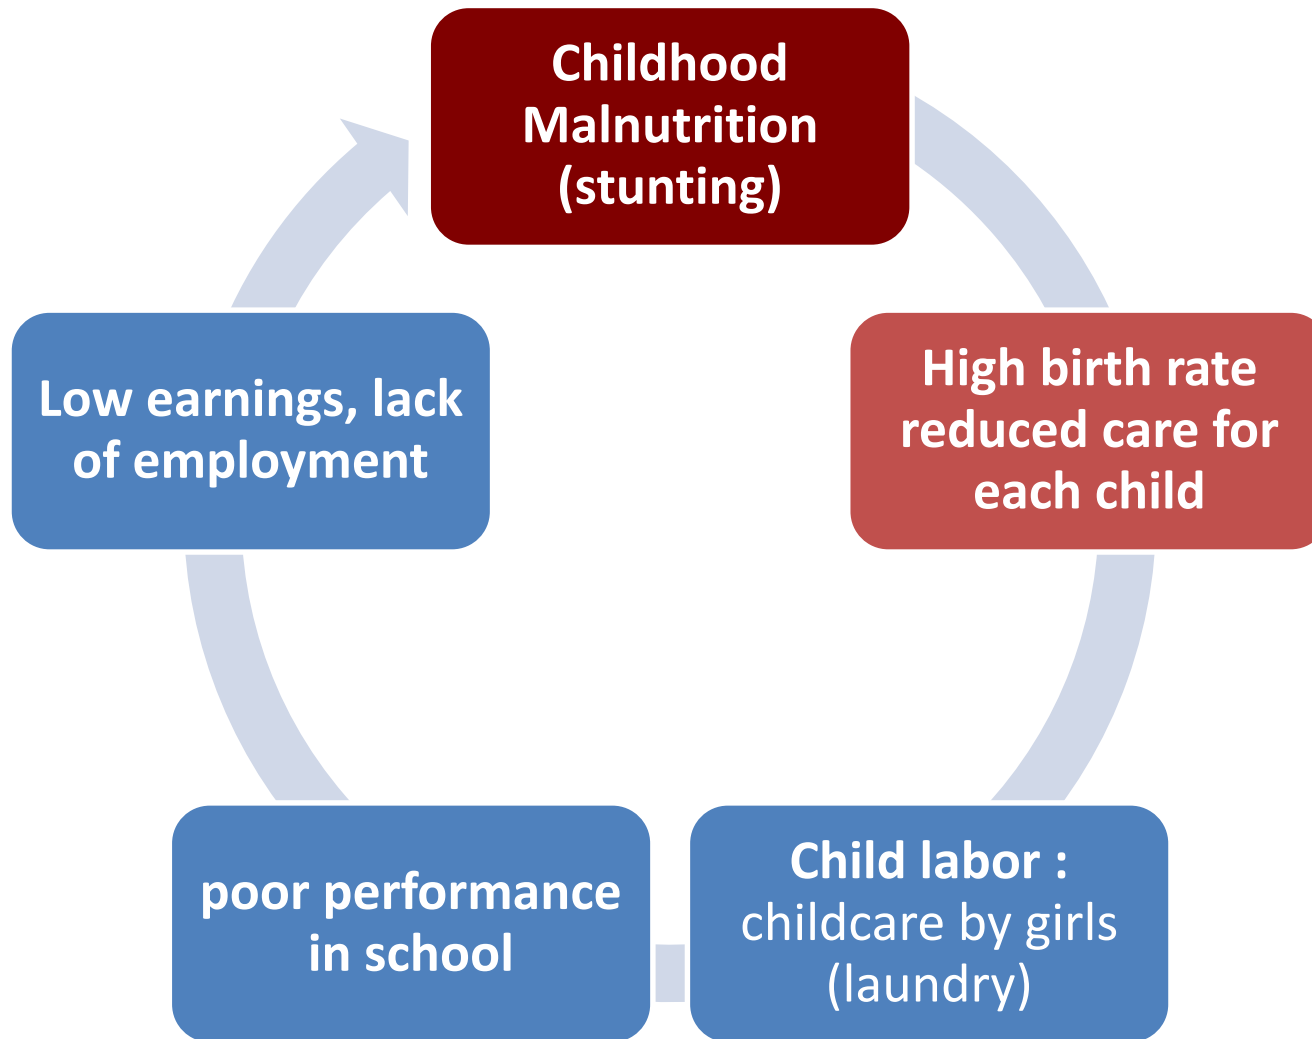 Childhood
Malnutrition
(stunting)
High birth rate
reduced care for
each child
Child labor :
childcare by girls
(laundry)
poor performance
in school
Low earnings, lack
of employment